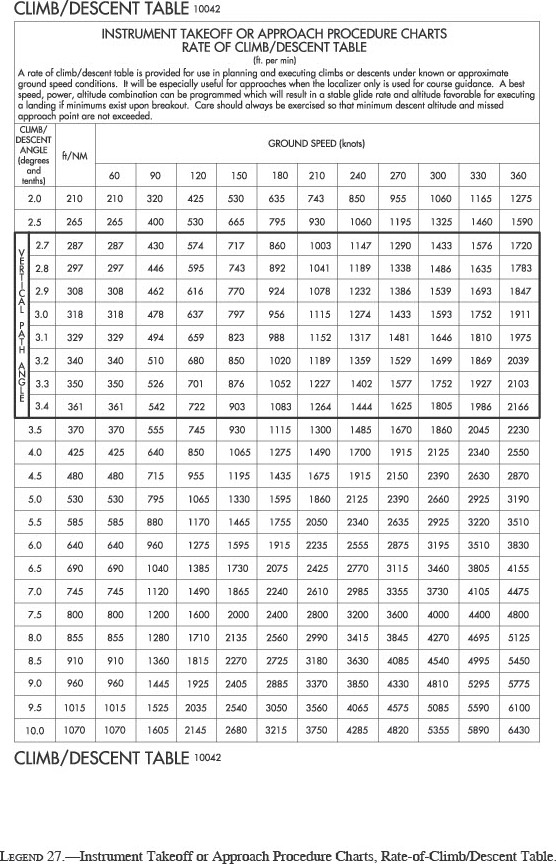 CLIMB/DESCENT TABLE 10042
INSTRUMENT TAKEOFF OR APPROACH PROCEDURE CHARTS
RATE OF CLIMB/DESCENT TABLE
(ft. per min)
A rate of climb/descent table is provided for use in planning and executing climbs or descents under known or approximate
ground speed conditions. It will be especially useful for approaches when the localizer only is used for course guidance. A best
speed, power, altitude combination can be programmed which will result in a stable glide rate and altitude favorable for executing
a landing if minimums exist upon breakout. Care should always be exercised so that minimum descent altitude and missed
approach point are not exceeded.
CLIMB/
DESCENT
ANGLE
(degrees
and
tenths)
ft/NM
GROUND SPEED (knots)
60 90 120 150 180 210 240 270 300 330 360
2.0 210 210 320 425 530 635 743 850 955 1060 1165 1275
2.5 265 265 400 530 665 795 930 1060 1195 1325 1460 1590
VERTICAL PATH ANGLE
2.7 287 287 430 574 717 860 1003 1147 1290 1433 1576 1720
2.8 297 297 446 595 743 892 1041 1189 1338 1486 1635 1783
2.9 308 308 462 616 770 924 1078 1232 1386 1539 1693 1847
3.0 318 318 478 637 797 956 1115 1274 1433 1593 1752 1911
3.1 329 329 494 659 823 988 1152 1317 1481 1646 1810 1975
3.2 340 340 510 680 850 1020 1189 1359 1529 1699 1869 2039
3.3 350 350 526 701 876 1052 1227 1402 1577 1752 1927 2103
3.4 361 361 542 722 903 1083 1264 1444 1625 1805 1986 2166
3.5 370 370 555 745 930 1115 1300 1485 1670 1860 2045 2230
4.0 425 425 640 850 1065 1275 1490 1700 1915 2125 2340 2550
4.5 480 480 715 955 1195 1435 1675 1915 2150 2390 2630 2870
5.0 530 530 795 1065 1330 1595 1860 2125 2390 2660 2925 3190
5.5 585 585 880 1170 1465 1755 2050 2340 2635 2925 3220 3510
6.0 640 640 960 1275 1595 1915 2235 2555 2875 3195 3510 3830
6.5 690 690 1040 1385 1730 2075 2425 2770 3115 3460 3805 4155
7.0 745 745 1120 1490 1865 2240 2610 2985 3355 3730 4105 4475
7.5 800 800 1200 1600 2000 2400 2800 3200 3600 4000 4400 4800
8.0 855 855 1280 1710 2135 2560 2990 3415 3845 4270 4695 5125
8.5 910 910 1360 1815 2270 2725 3180 3630 4085 4540 4995 5450
9.0 960 960 1445 1925 2405 2885 3370 3850 4330 4810 5295 5775
9.5 1015 1015 1525 2035 2540 3050 3560 4065 4575 5085 5590 6100
10.0 1070 1070 1605 2145 2680 3215 3750 4285 4820 5355 5890 6430
CLIMB/DESCENT TABLE 10042
LEGEND 27.—Instrument Takeoff or Approach Procedure Charts, Rate-of-Climb/Descent Table.